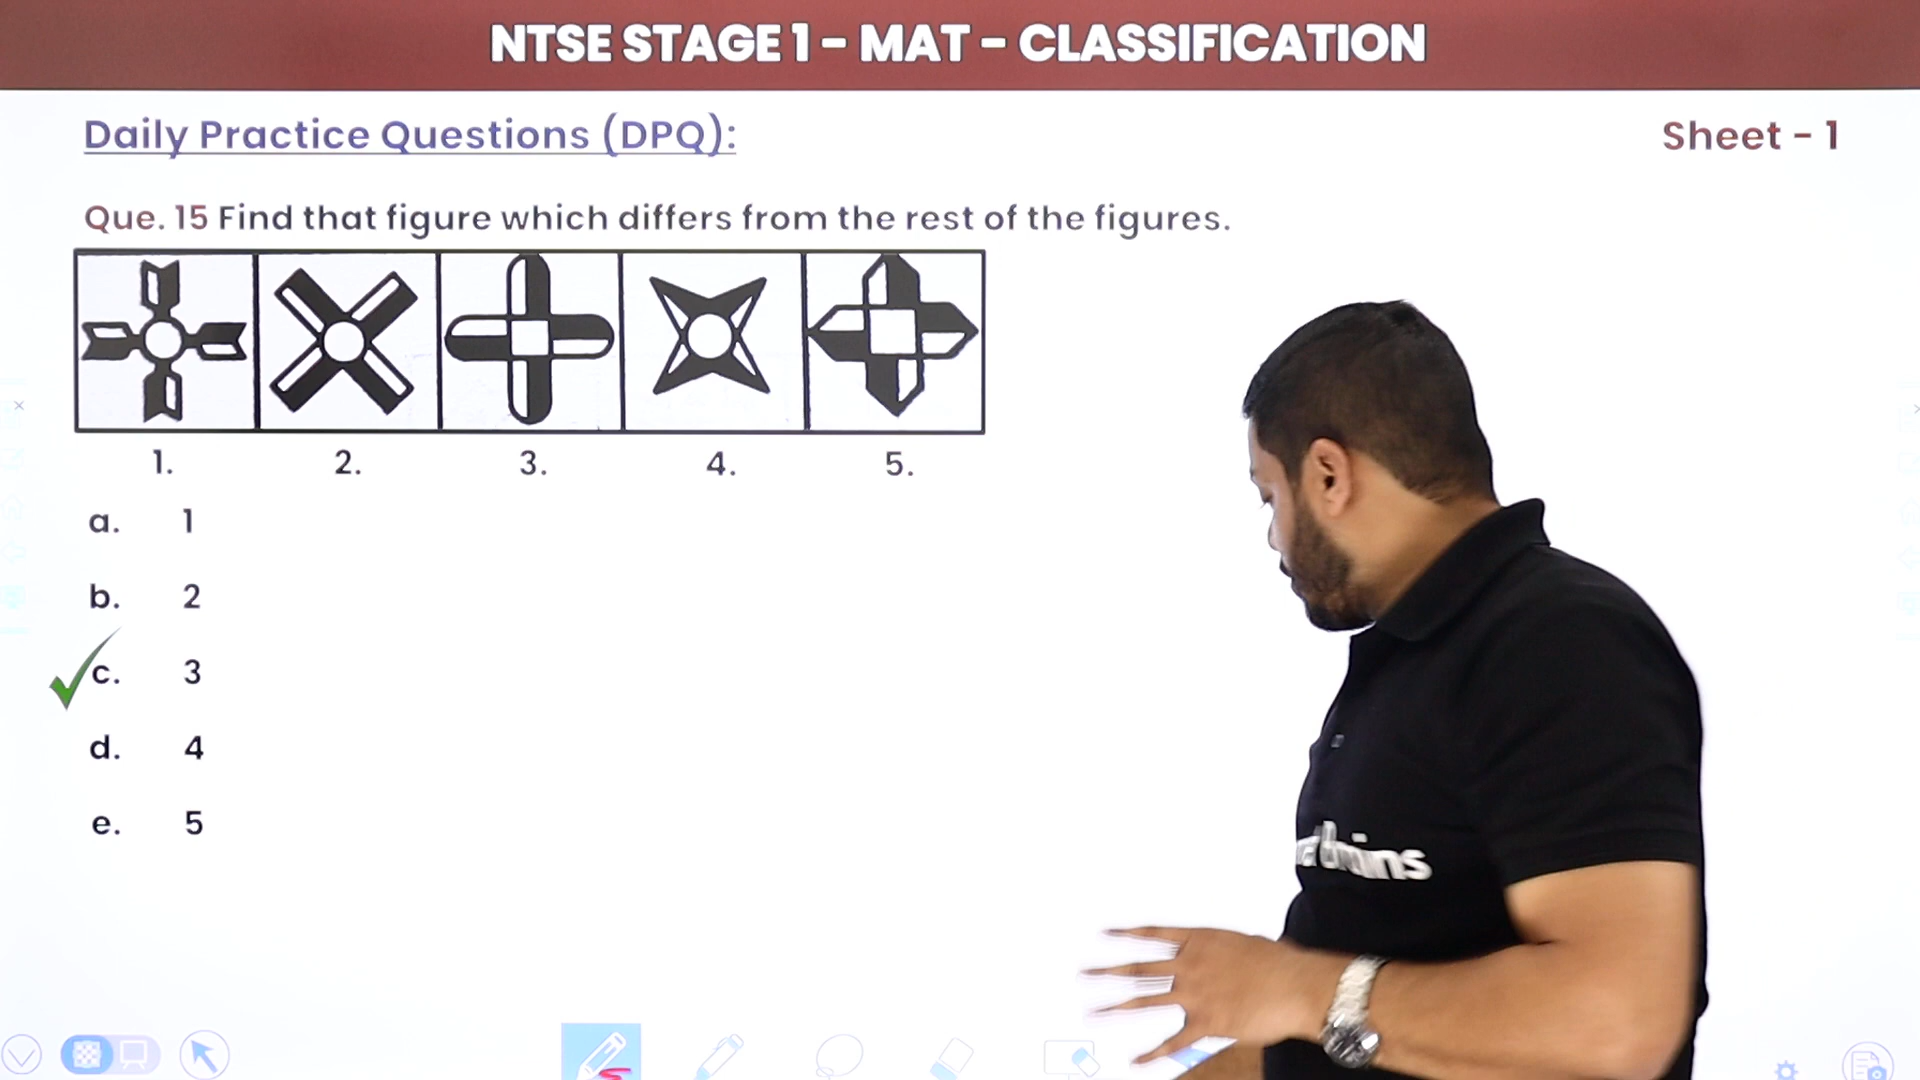 NTSE STAGE 1 - MAT - CLASSIFICATION
Daily Practice Questions (DPQ):
Sheet - 1
Que. 15 Find that figure which differs from the rest of the figures.
1. 2. 3. 4. 5.
a. 1
b. 2
c. 3
d. 4
e. 5